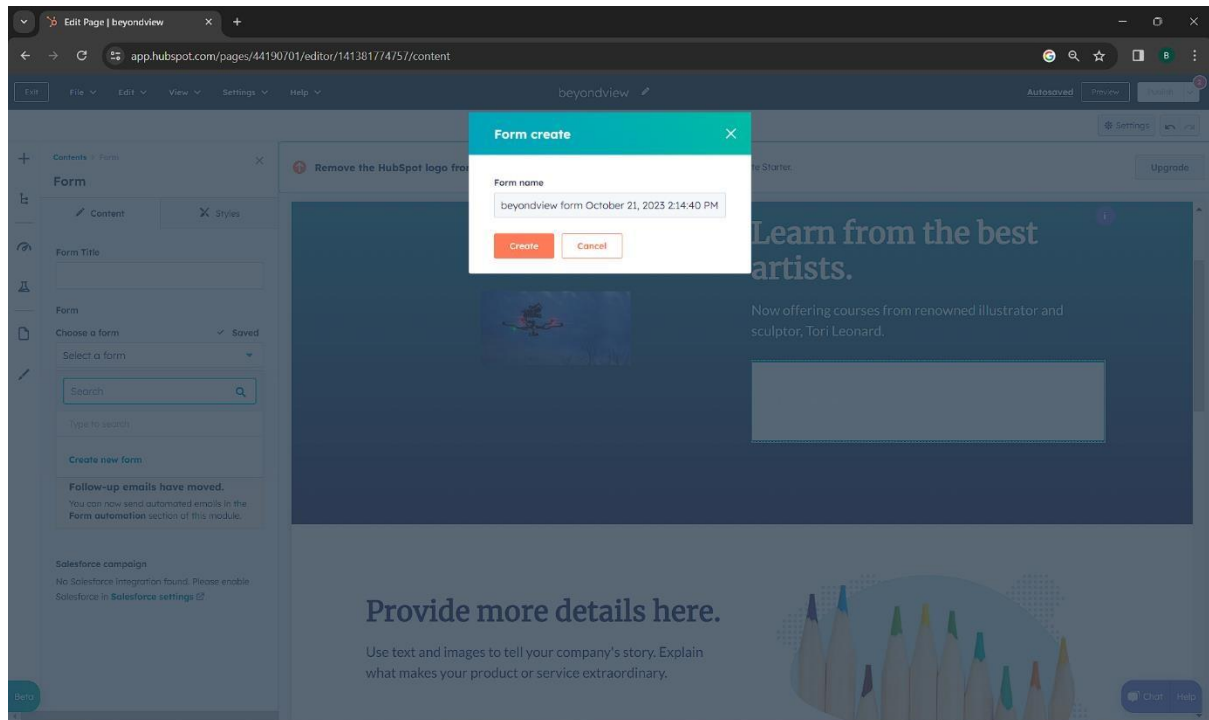 Edit Page | beyondview
app.hubspot.com/pages/44190701/editor/141381774757/content
B
Exit
File
Edit
View
Settings
Help
beyondview
Autosaved
Preview
Publish
2
Settings
Contents
Form
Form
Content
Styles
Form Title
Form
Choose a form
Saved
Select a form
Search
Type to search
Create new form
Follow-up emails have moved.
You can now send automated emails in the
Form automation section of this module.
Salesforce campaign
No Salesforce integration found. Please enable
Salesforce in Salesforce settings
Beta
Form create
Form name
beyondview form October 21, 2023 2:14:40 PM
Create
Cancel
Remove the HubSpot logo
Starter.
Upgrade
Learn from the best
artists.
Now offering courses from renowned illustrator and
sculptor, Tori Leonard.
Provide more details here.
Use text and images to tell your company's story. Explain
what makes your product or service extraordinary.
Chat
Help